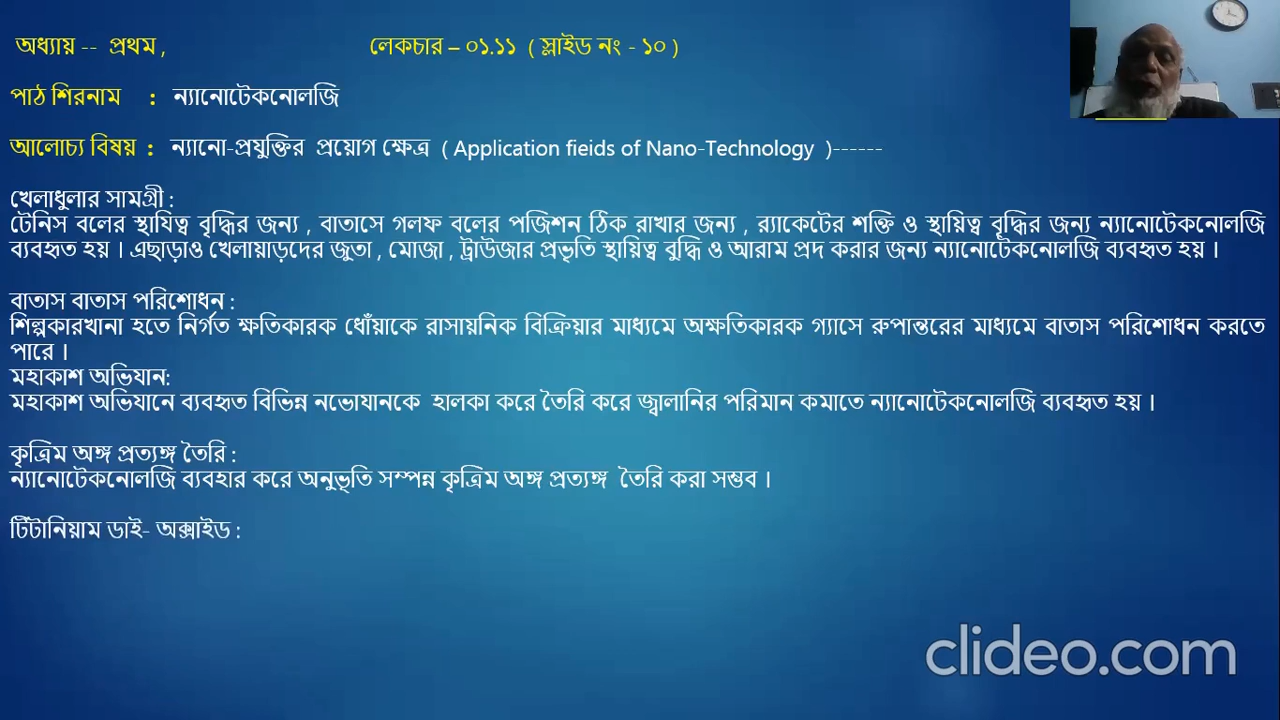 অধ্যায় -- প্রথম , লেকচার – ০১.১১ ( স্লাইড নং - ১০ )
পাঠ শিরনাম : ন্যানোটেকনোলজি
আলোচ্য বিষয় : ন্যানো-প্রযুক্তির প্রয়োগ ক্ষেত্র ( Application fieids of Nano-Technology )------
খেলাধুলার সামগ্রী :
টেনিস বলের স্থাযিত্ব বৃদ্ধির জন্য , বাতাসে গলফ বলের পজিশন ঠিক রাখার জন্য , র‍্যাকেটের শক্তি ও স্থায়িত্ব বৃদ্ধির জন্য ন্যানোটেকনোলজি
ব্যবহৃত হয় । এছাড়াও খেলায়াড়দের জুতা , মোজা , ট্রাউজার প্রভৃতি স্থায়িত্ব বুদ্ধি ও আরাম প্রদ করার জন্য ন্যানোটেকনোলজি ব্যবহৃত হয় ।
বাতাস বাতাস পরিশোধন :
শিল্পকারখানা হতে নির্গত ক্ষতিকারক ধোঁয়াকে রাসায়নিক বিক্রিয়ার মাধ্যমে অক্ষতিকারক গ্যাসে রুপান্তরের মাধ্যমে বাতাস পরিশোধন করতে
পারে ।
মহাকাশ অভিযান:
মহাকাশ অভিযানে ব্যবহৃত বিভিন্ন নভোযানকে হালকা করে তৈরি করে জ্বালানির পরিমান কমাতে ন্যানোটেকনোলজি ব্যবহৃত হয় ।
কৃত্রিম অঙ্গ প্রত্যঙ্গ তৈরি :
ন্যানোটেকনোলজি ব্যবহার করে অনুভূতি সম্পন্ন কৃত্রিম অঙ্গ প্রত্যঙ্গ তৈরি করা সম্ভব ।
টিটানিয়াম ডাই- অক্সাইড :
clideo.com